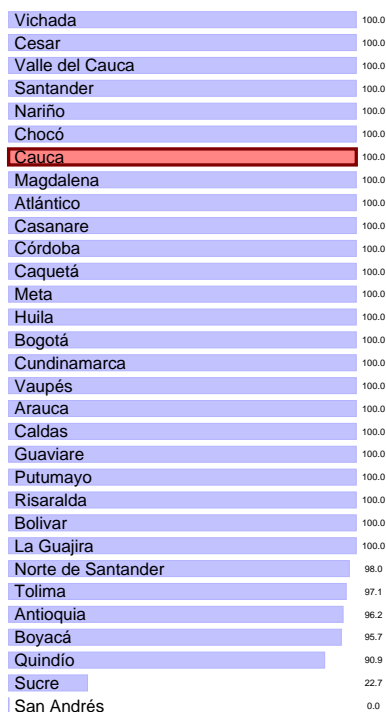 Vichada 100.0
Cesar 100.0
Valle del Cauca 100.0
Santander 100.0
Nariño 100.0
Chocó 100.0
Cauca 100.0
Magdalena 100.0
Atlántico 100.0
Casanare 100.0
Córdoba 100.0
Caquetá 100.0
Meta 100.0
Huila 100.0
Bogotá 100.0
Cundinamarca 100.0
Vaupés 100.0
Arauca 100.0
Caldas 100.0
Guaviare 100.0
Putumayo 100.0
Risaralda 100.0
Bolivar 100.0
La Guajira 100.0
Norte de Santander 98.0
Tolima 97.1
Antioquia 96.2
Boyacá 95.7
Quindío 90.9
Sucre 22.7
San Andrés 0.0